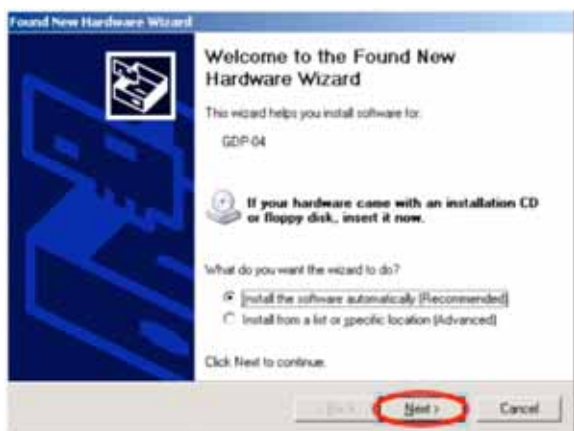 Found New Hardware Wizard
Welcome to the Found New
Hardware Wizard
This wizard helps you install software for:
GDP-04
If your hardware came with an installation CD
or floppy disk, insert it now.
What do you want the wizard to do?
Install the software automatically (Recommended)
Install from a list or specific location (Advanced)
Click Next to continue.
< Back Next > Cancel